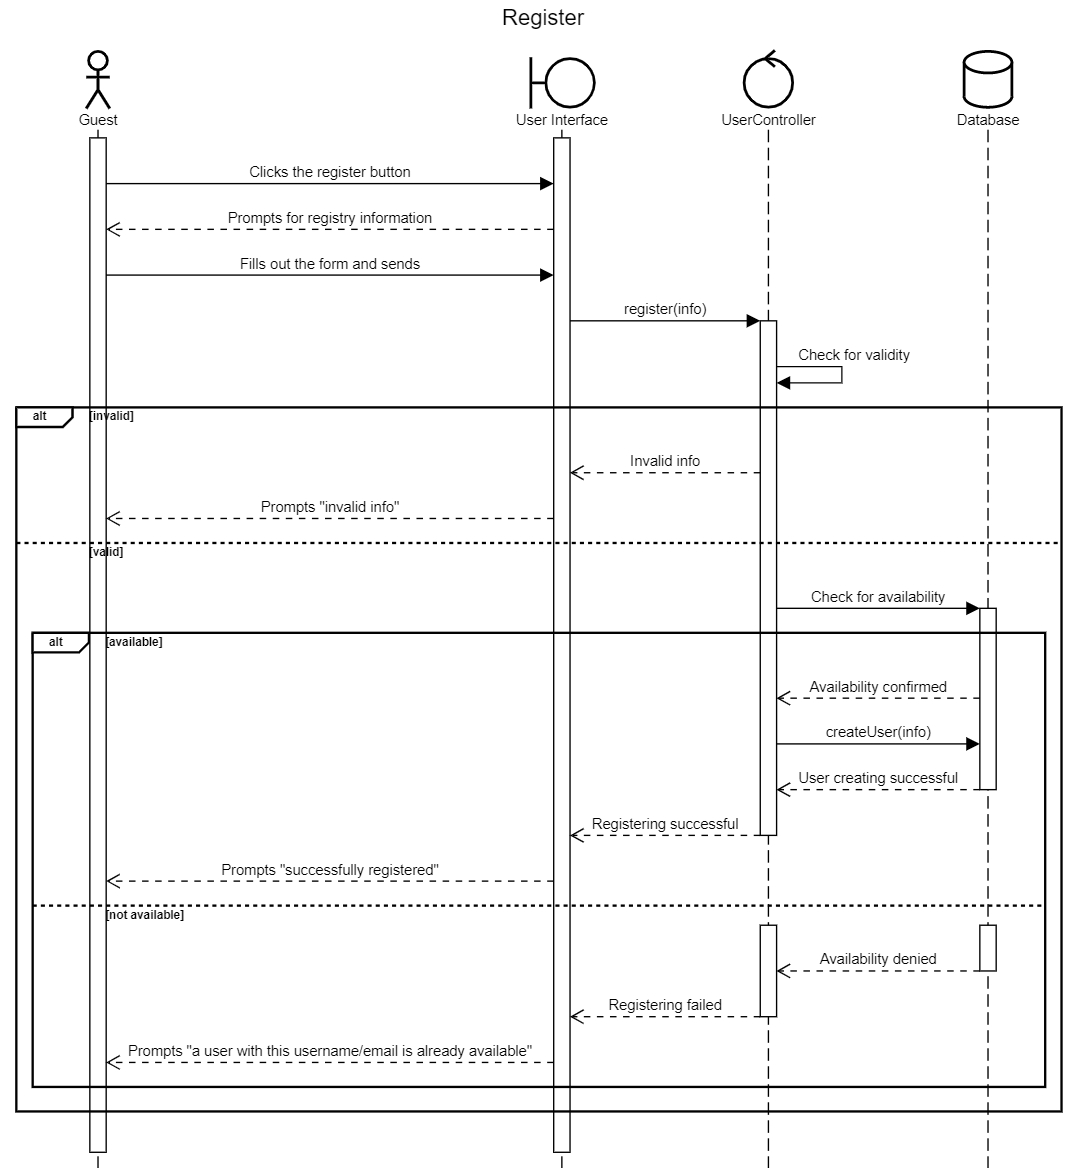 Register
Guest
User Interface
UserController
Database
Clicks the register button
Prompts for registry information
Fills out the form and sends
register(info)
Check for validity
alt
[invalid]
Invalid info
Prompts "invalid info"
[valid]
Check for availability
alt
[available]
Availability confirmed
createUser(info)
User creating successful
Registering successful
Prompts "successfully registered"
[not available]
Availability denied
Registering failed
Prompts "a user with this username/email is already available"